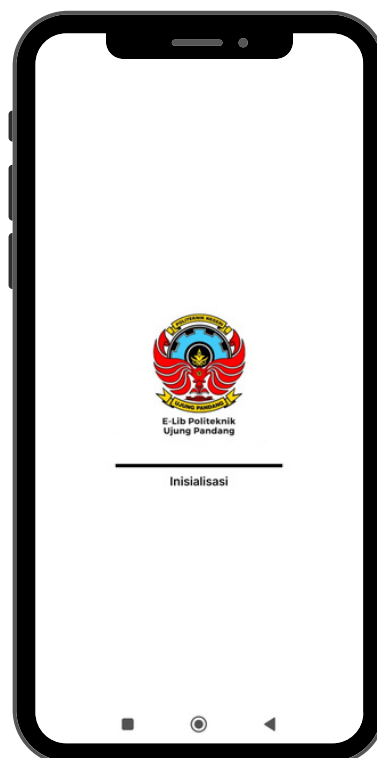 POLITEKNIK NEGERI
UJUNG PANDANG
E-Lib Politeknik
Ujung Pandang
Inisialisasi